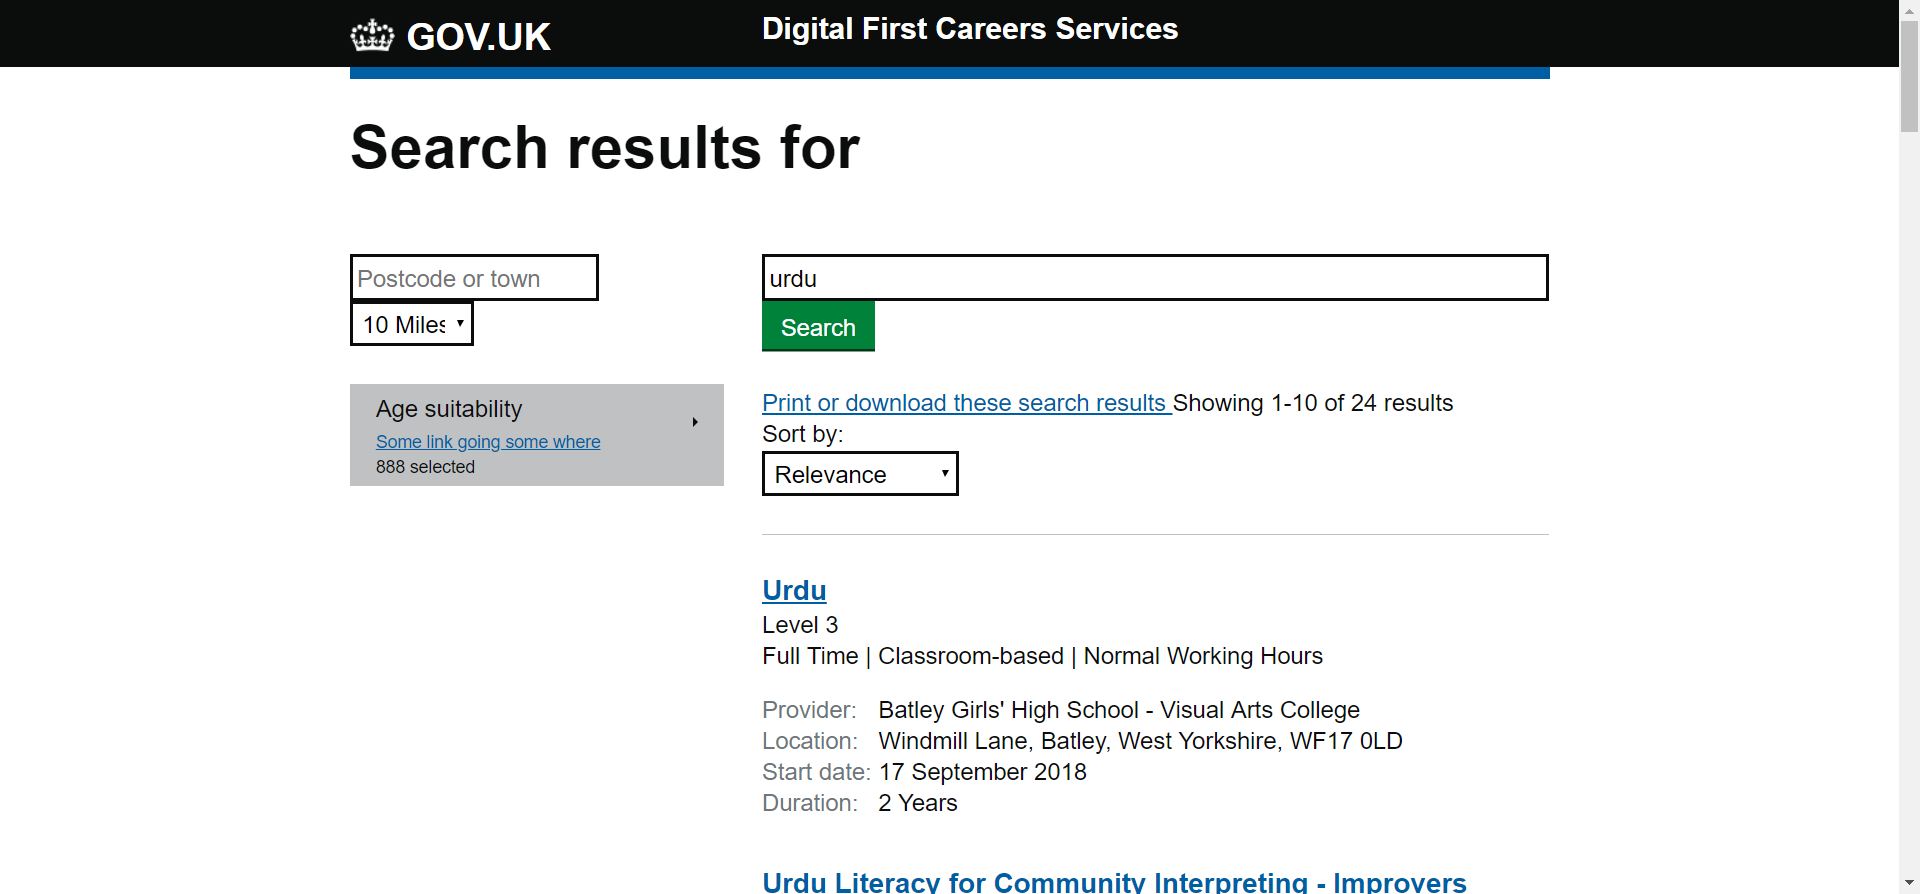 GOV.UK
Digital First Careers Services
Search results for
Postcode or town
10 Miles
urdu
Search
Age suitability
Some link going some where
888 selected
Print or download these search results Showing 1-10 of 24 results
Sort by:
Relevance
Urdu
Level 3
Full Time | Classroom-based | Normal Working Hours
Provider: Batley Girls' High School - Visual Arts College
Location: Windmill Lane, Batley, West Yorkshire, WF17 0LD
Start date: 17 September 2018
Duration: 2 Years
Urdu Literacy for Community Interpreting - Improvers